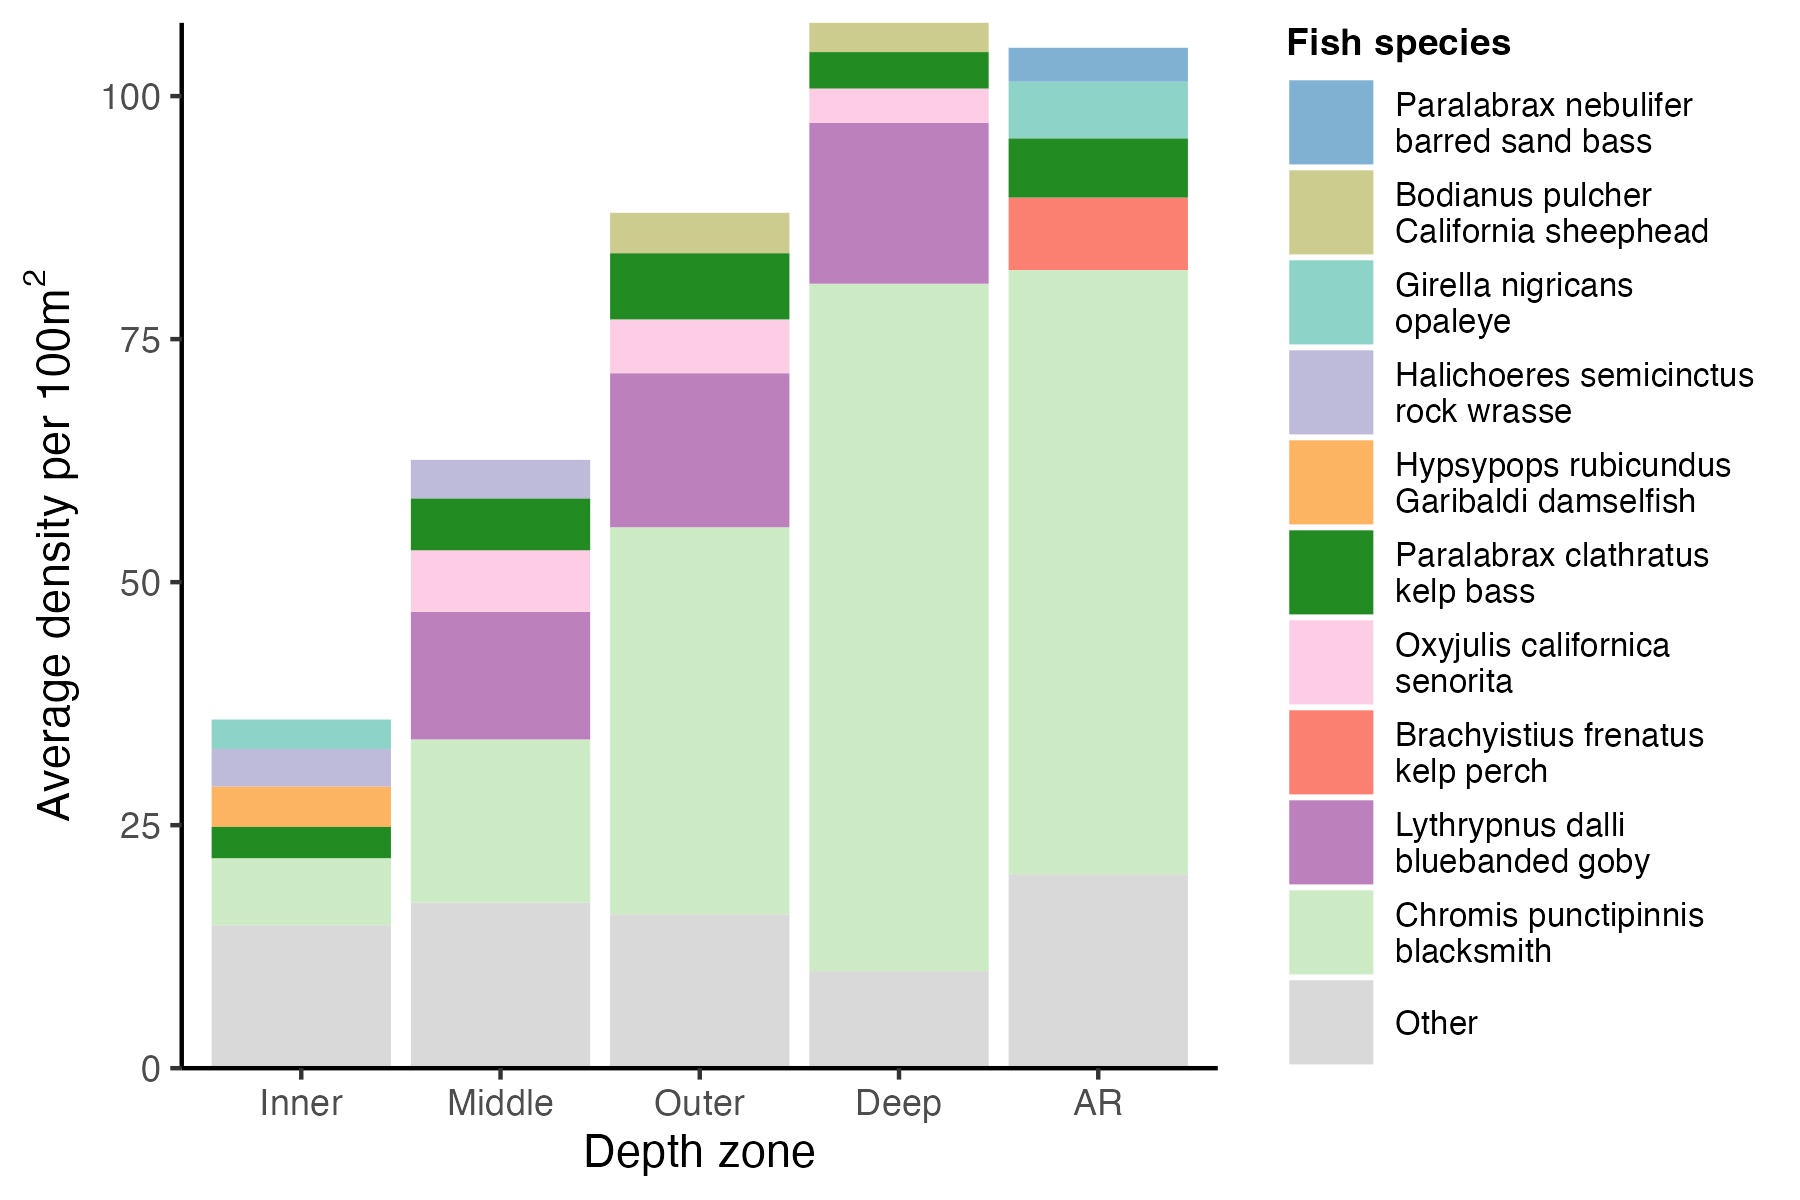 Average density per 100m²
100
75
50
25
0
Inner Middle Outer Deep AR
Depth zone
Fish species
Paralabrax nebulifer
barred sand bass
Bodianus pulcher
California sheephead
Girella nigricans
opaleye
Halichoeres semicinctus
rock wrasse
Hypsypops rubicundus
Garibaldi damselfish
Paralabrax clathratus
kelp bass
Oxyjulis californica
senorita
Brachyistius frenatus
kelp perch
Lythrypnus dalli
bluebanded goby
Chromis punctipinnis
blacksmith
Other